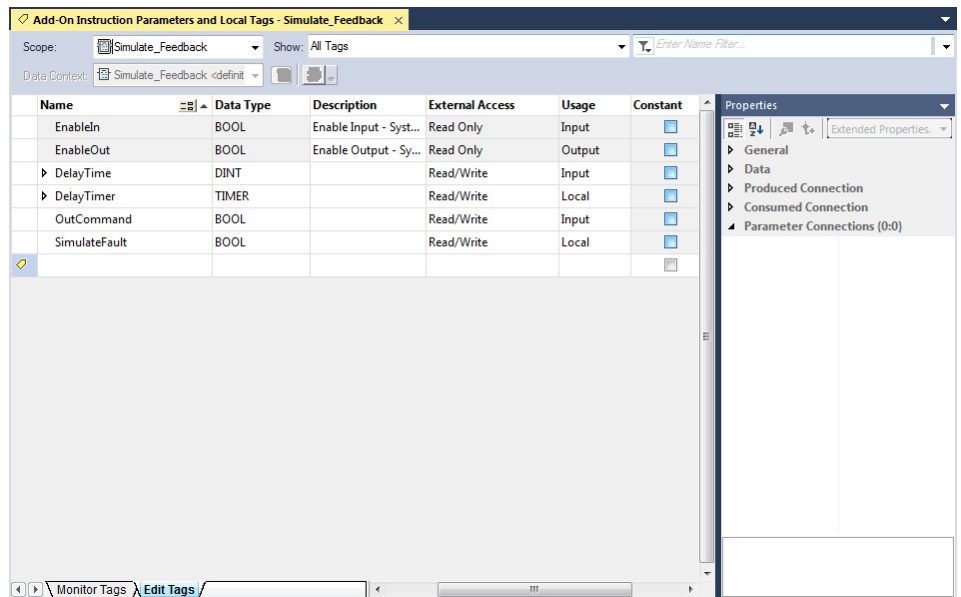 Add-On Instruction Parameters and Local Tags - Simulate_Feedback ×
Scope: Simulate_Feedback Show: All Tags Enter Name Filter...
Data Context: Simulate_Feedback <definit
Name Data Type Description External Access Usage Constant
EnableIn BOOL Enable Input - Syst... Read Only Input
EnableOut BOOL Enable Output - Sy... Read Only Output
DelayTime DINT Read/Write Input
DelayTimer TIMER Read/Write Local
OutCommand BOOL Read/Write Input
SimulateFault BOOL Read/Write Local
Properties
Extended Properties.
General
Data
Produced Connection
Consumed Connection
Parameter Connections {0:0}
Monitor Tags Edit Tags